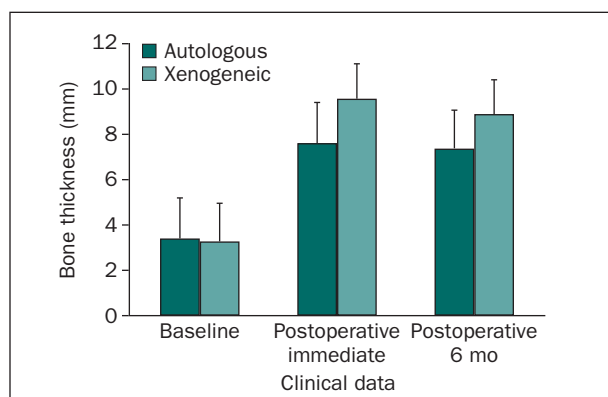 12
10
8
6
4
2
0
Bone thickness (mm)
Autologous
Xenogeneic
Baseline
Postoperative
immediate
Postoperative
6 mo
Clinical data